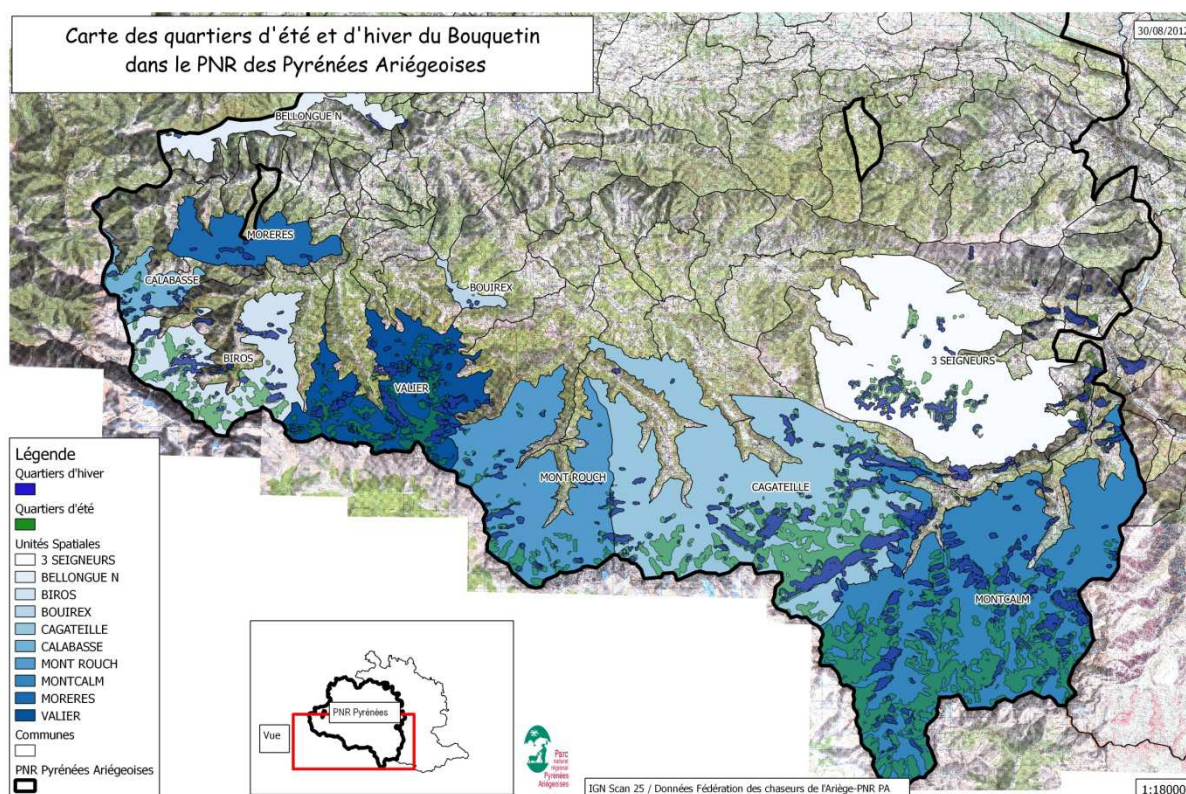 Carte des quartiers d'été et d'hiver du Bouquetin
dans le PNR des Pyrénées Ariégeoises
30/08/2012
BELLONGUE N
MORERES
CALABASSE
BOUIREX
BIROS
VALIER
3 SEIGNEURS
MONT ROUCH
CAGATEILLE
MONTCALM
Légende
Quartiers d'hiver
Quartiers d'été
Unités Spatiales
3 SEIGNEURS
BELLONGUE N
BIROS
BOUIREX
CAGATEILLE
CALABASSE
MONT ROUCH
MONTCALM
MORERES
VALIER
Communes
PNR Pyrénées Ariégeoises
Vue
PNR Pyrénées
Parc
naturel
régional
Pyrénées
Ariégeoises
IGN Scan 25 / Données Fédération des chasseurs de l'Ariège-PNR PA
1:18000